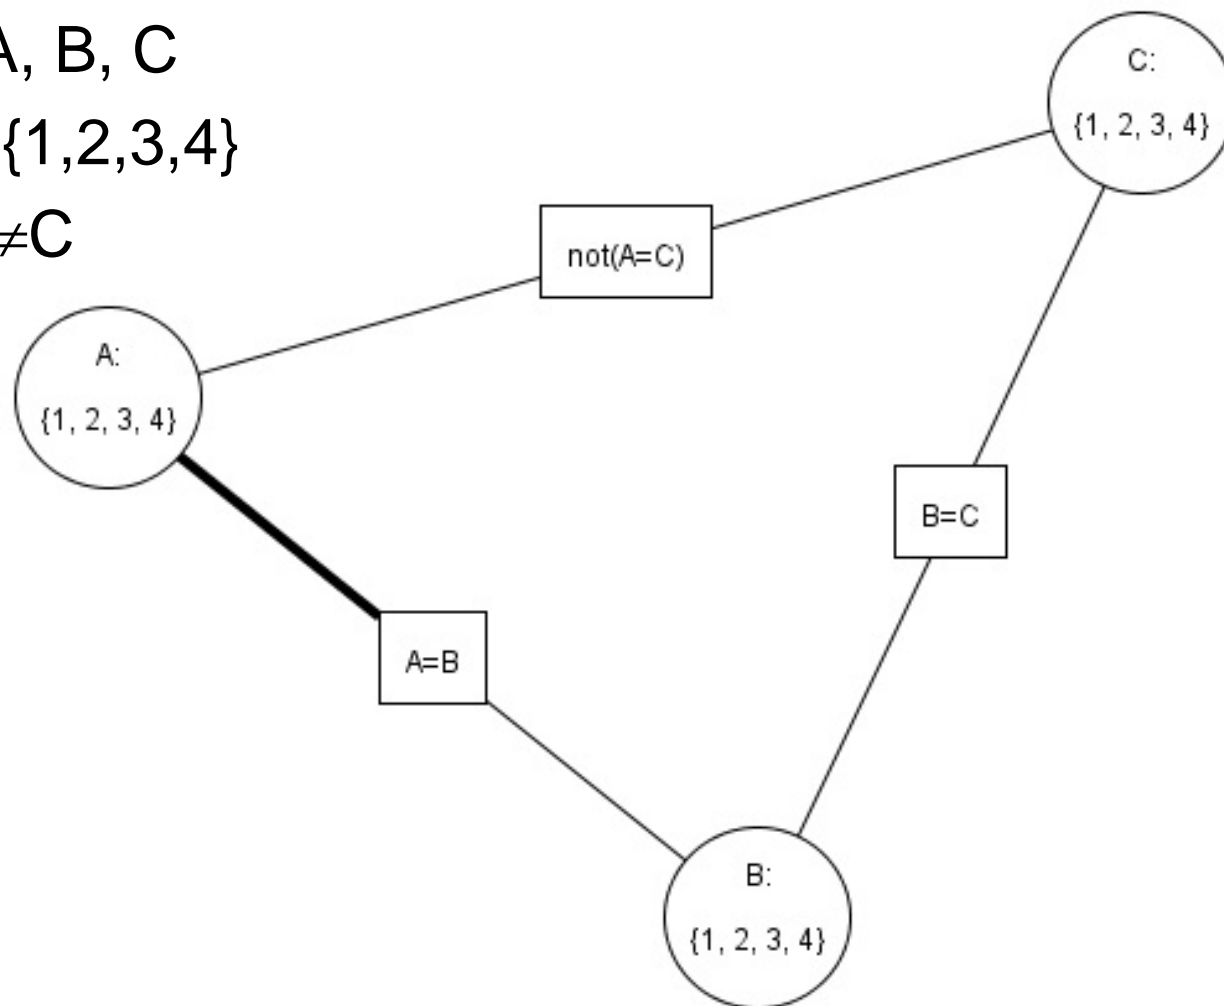 A, B, C
{1,2,3,4}
≠C
C:
{1, 2, 3, 4}
not(A=C)
A:
{1, 2, 3, 4}
B=C
A=B
B:
{1, 2, 3, 4}